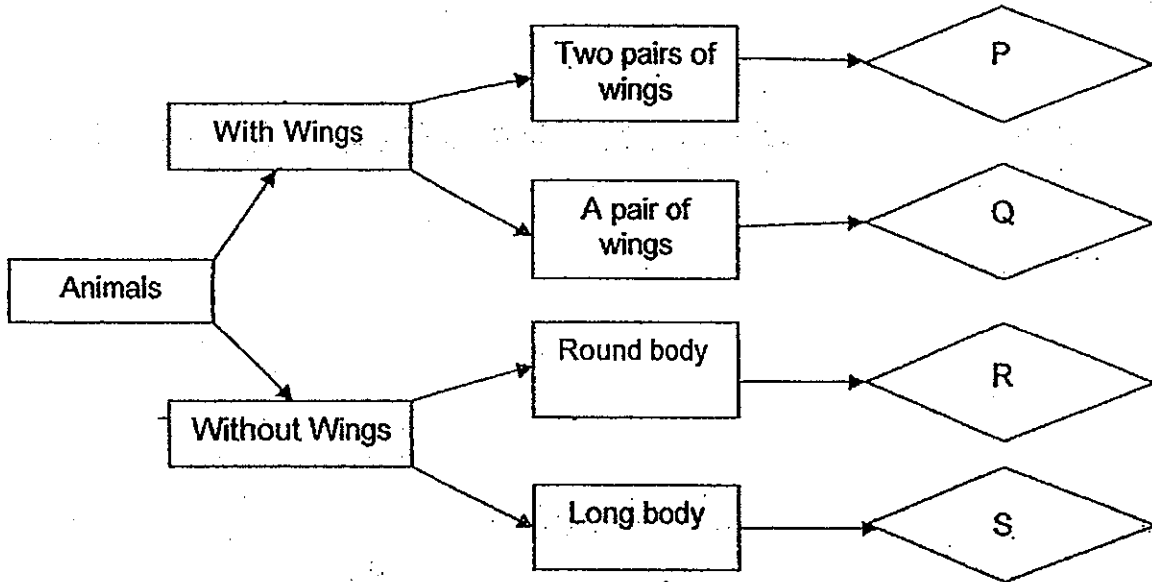 Two pairs of
wings
P
With Wings
A pair of
wings
Q
Animals
Round body
R
Without Wings
Long body
S